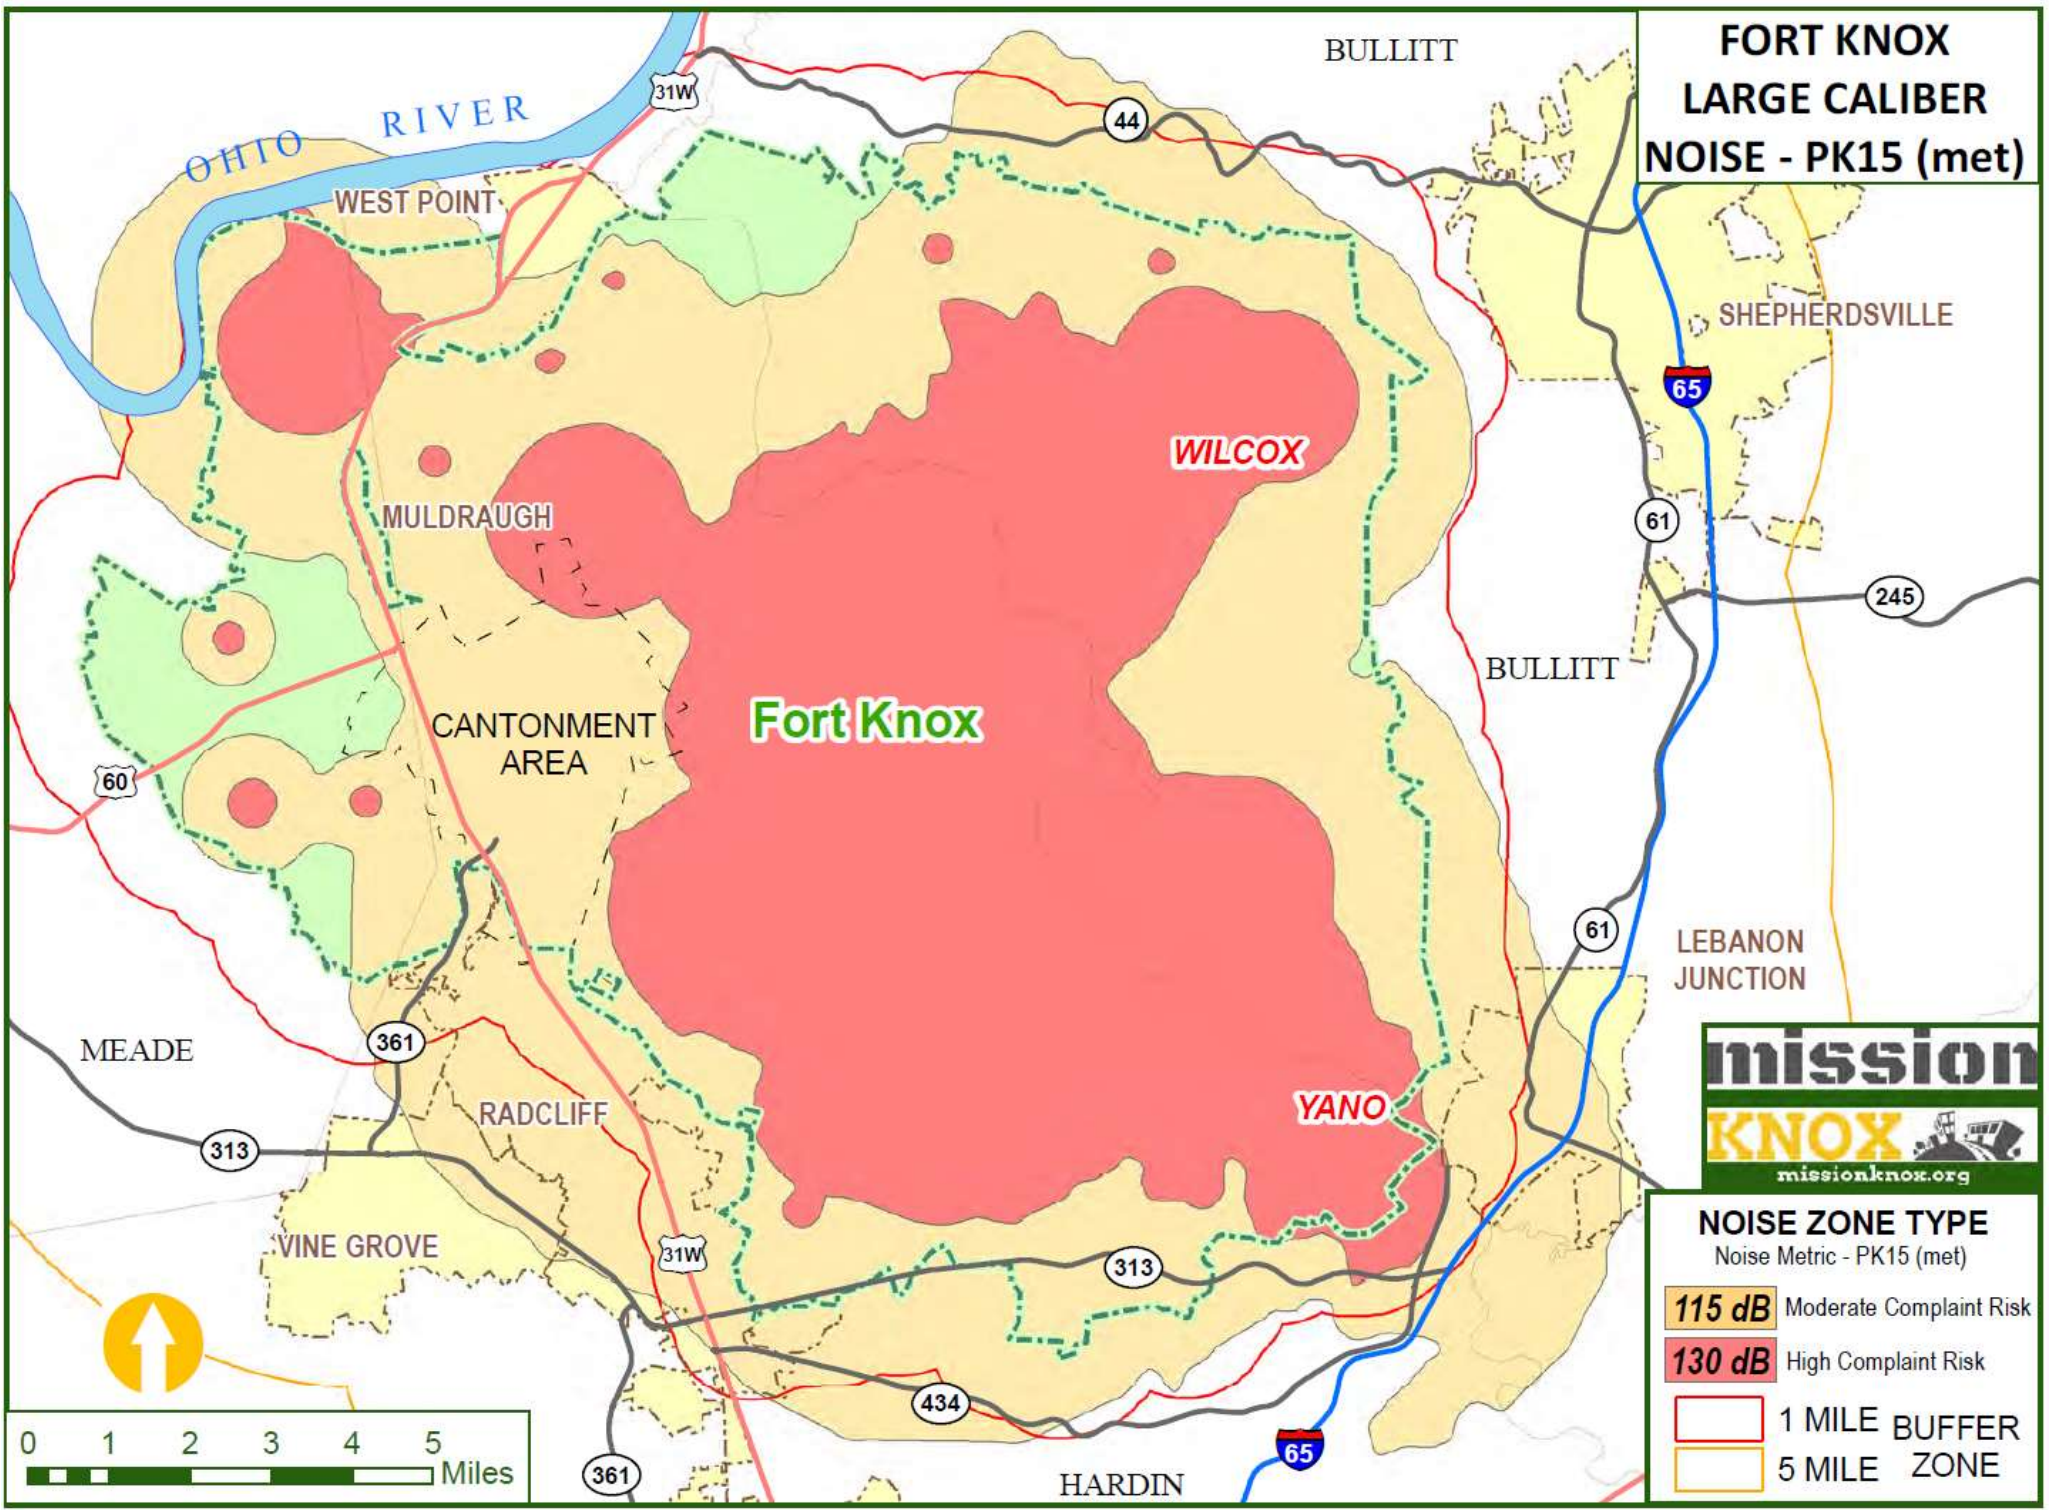 FORT KNOX
LARGE CALIBER
NOISE - PK15 (met)
BULLITT
31W
OHIO RIVER
44
WEST POINT
SHEPHERDSVILLE
65
WILCOX
MULDRAUGH
61
245
BULLITT
CANTONMENT
AREA
Fort Knox
60
61
LEBANON
JUNCTION
361
MEADE
mission
KNOX
missionknox.org
RADCLIFF
YANO
313
VINE GROVE
31W
313
NOISE ZONE TYPE
Noise Metric - PK15 (met)
115 dB Moderate Complaint Risk
130 dB High Complaint Risk
1 MILE BUFFER
5 MILE ZONE
434
0 1 2 3 4 5
Miles
361
65
HARDIN